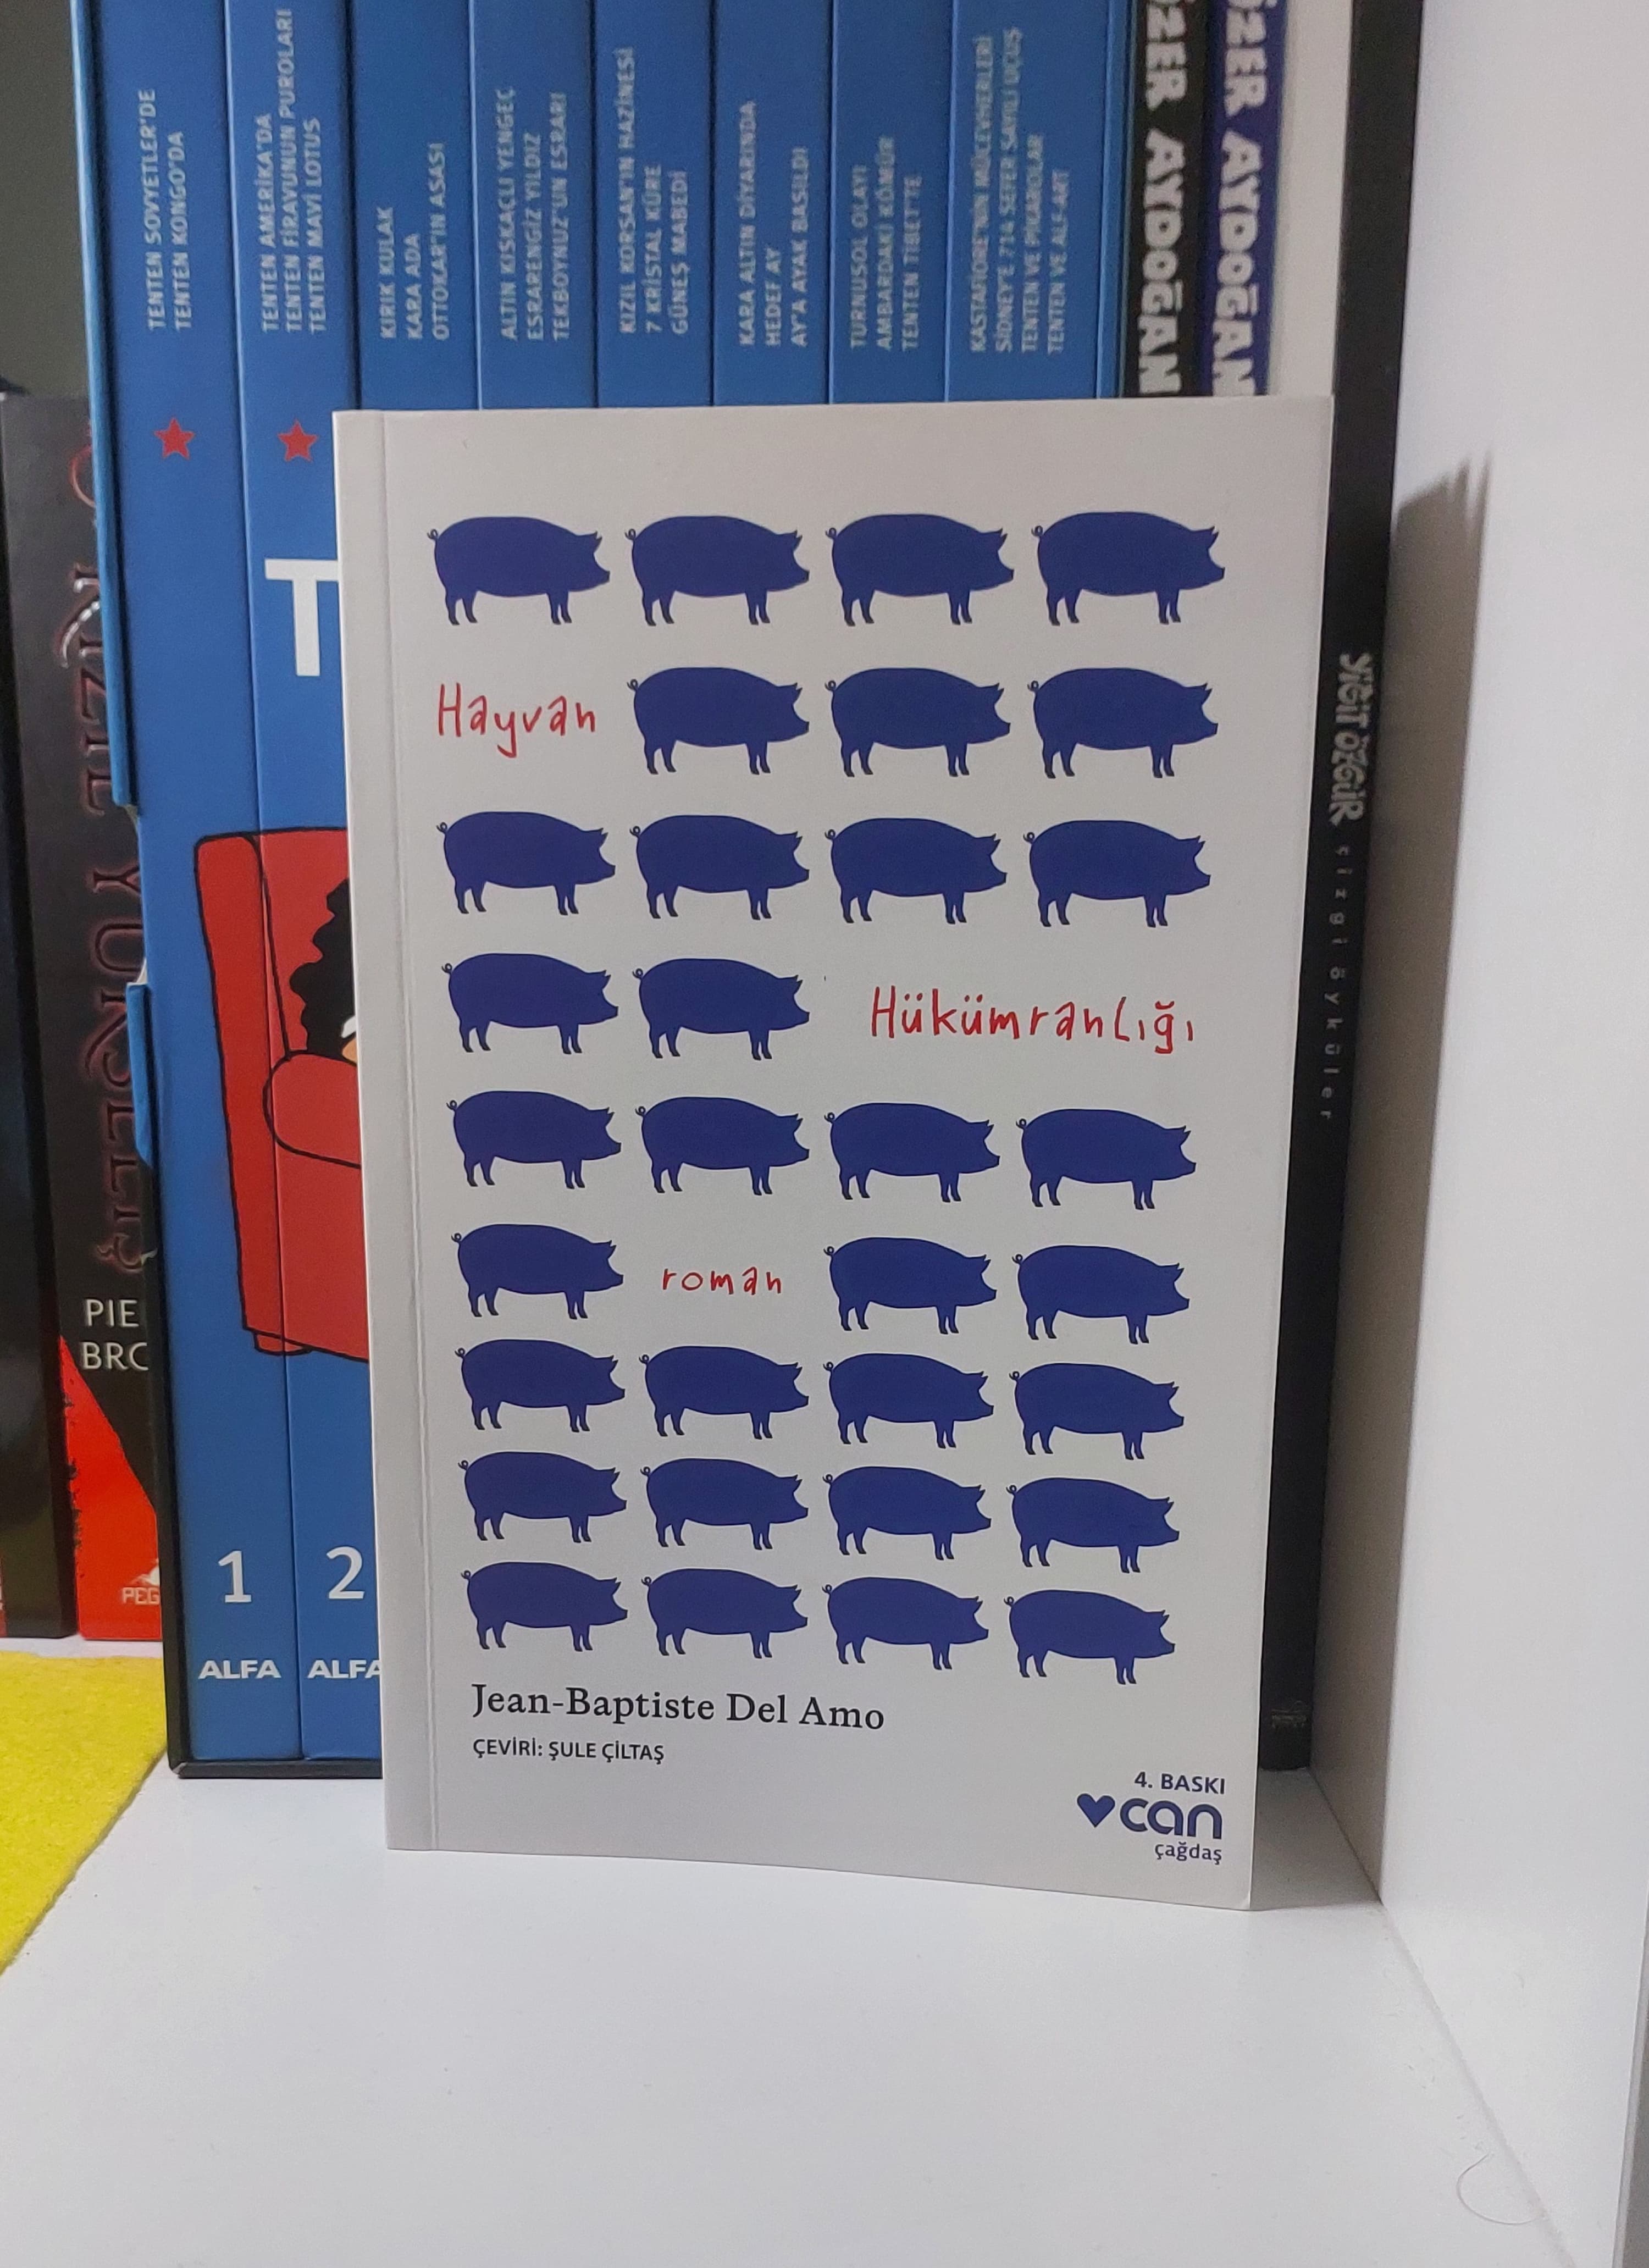 TENTEN SOVYETLER'DE
TENTEN KONGO'DA
TENTEN AMERİKA'DA
TENTEN FİRAVUNUN PUROLARI
TENTEN MAVİ LOTUS
KIRIK KULAK
KARA ADA
OTTOKAR'IN ASASI
ALTIN KISKAÇLI YENGEÇ
ESRARENGİZ YILDIZ
TEKBOYNUZ'UN ESRARI
KIZIL KORSAN'IN HAZİNESİ
7 KRİSTAL KÜRE
GÜNEŞ MABEDİ
KARA ALTIN DİYARINDA
HEDEF AY
AY'A AYAK BASILDI
TURNUSOL OLAYI
AMBARDAKİ KÖMÜR
TENTEN TİBET'TE
KASTAFİORE'NİN MÜCEVHERLERİ
SİDNEY'E 714 SEFER SAYILI UÇUŞ
TENTEN VE PİKAROLAR
TENTEN VE ALF-ART
ÖZER AYDOĞAN
ÖZER AYDOĞAN
YİĞİT ÖZGÜR çizgi öyküler
KIZIL YÜKSELİŞ
PIE
BRO
PEG
T
1
2
ALFA
ALFA
Hayvan
Hükümranlığı
roman
Jean-Baptiste Del Amo
ÇEVİRİ: ŞULE ÇİLTAŞ
4. BASKI
can
çağdaş